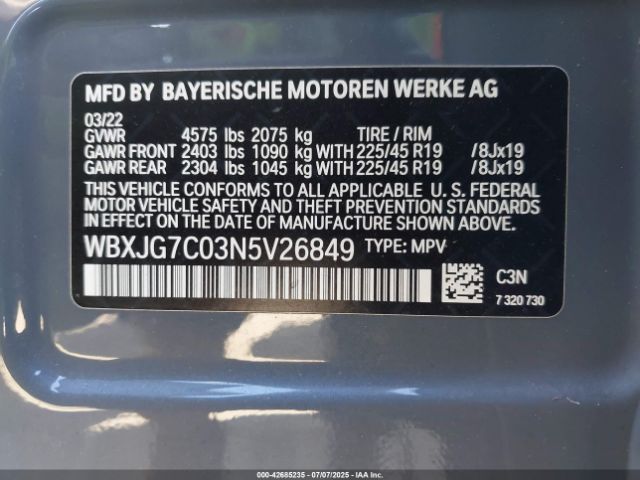 MFD BY BAYERISCHE MOTOREN WERKE AG
03/22
GVWR 4575 lbs 2075 kg TIRE / RIM
GAWR FRONT 2403 lbs 1090 kg WITH 225/45 R19 /8Jx19
GAWR REAR 2304 lbs 1045 kg WITH 225/45 R19 /8Jx19
THIS VEHICLE CONFORMS TO ALL APPLICABLE U. S. FEDERAL
MOTOR VEHICLE SAFETY AND THEFT PREVENTION STANDARDS
IN EFFECT ON THE DATE OF MANUFACTURE SHOWN ABOVE.
WBXJG7C03N5V26849 TYPE: MPV
C3N
7 320 730
000-42685235 - 07/07/2025 - IAAI.com